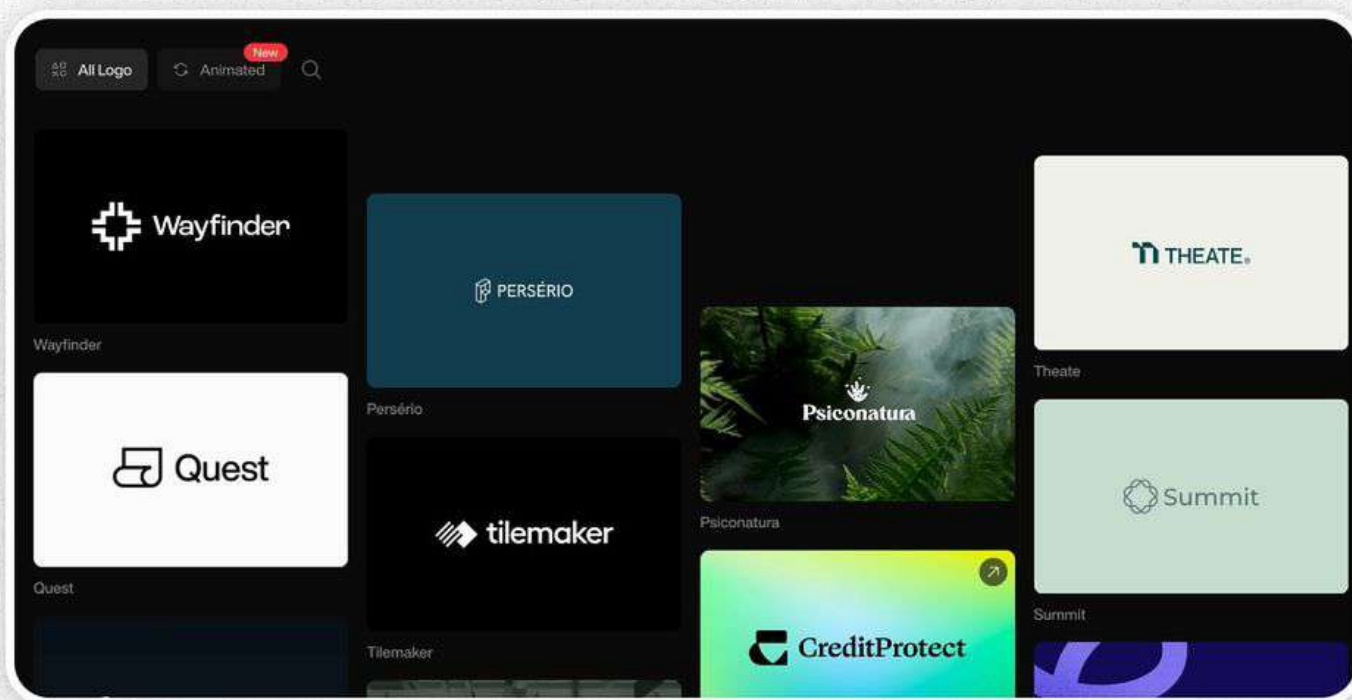 All Logo
Animated
New
Wayfinder
Wayfinder
Quest
Quest
PERSÉRIO
Persério
tilemaker
Tilemaker
Psiconatura
Psiconatura
CreditProtect
THEATE®
Theate
Summit
Summit